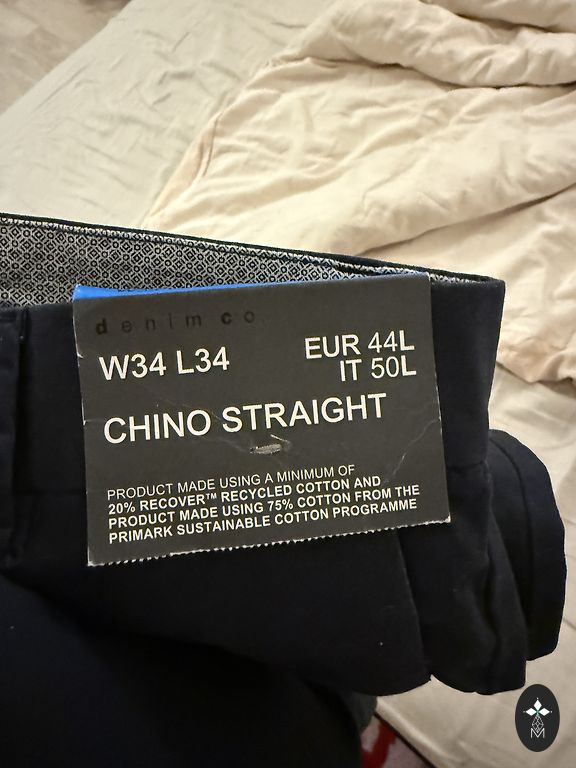 denim co.
W34 L34
EUR 44L
IT 50L
CHINO STRAIGHT
PRODUCT MADE USING A MINIMUM OF
20% RECOVER™ RECYCLED COTTON AND
PRODUCT MADE USING 75% COTTON FROM THE
PRIMARK SUSTAINABLE COTTON PROGRAMME
M